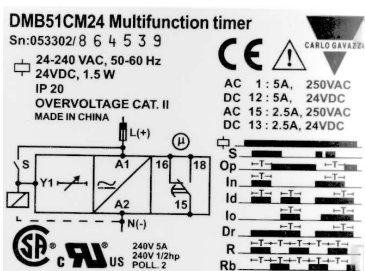 DMB51CM24 Multifunction timer
Sn:053302/864539
24-240 VAC, 50-60 Hz
24VDC, 1.5 W
IP 20
OVERVOLTAGE CAT. II
MADE IN CHINA
CE
CARLO GAVAZZI
AC 1 : 5A, 250VAC
DC 12 : 5A, 24VDC
AC 15 : 2.5A, 250VAC
DC 13 : 2.5A, 24VDC
L(+)
µ
S
A1
16
18
Y1
A2
15
N(-)
S
Op
In
Id
Io
Dr
R
Rb
T
SA
C US
240V
240V 1/2hp
POLL. 2